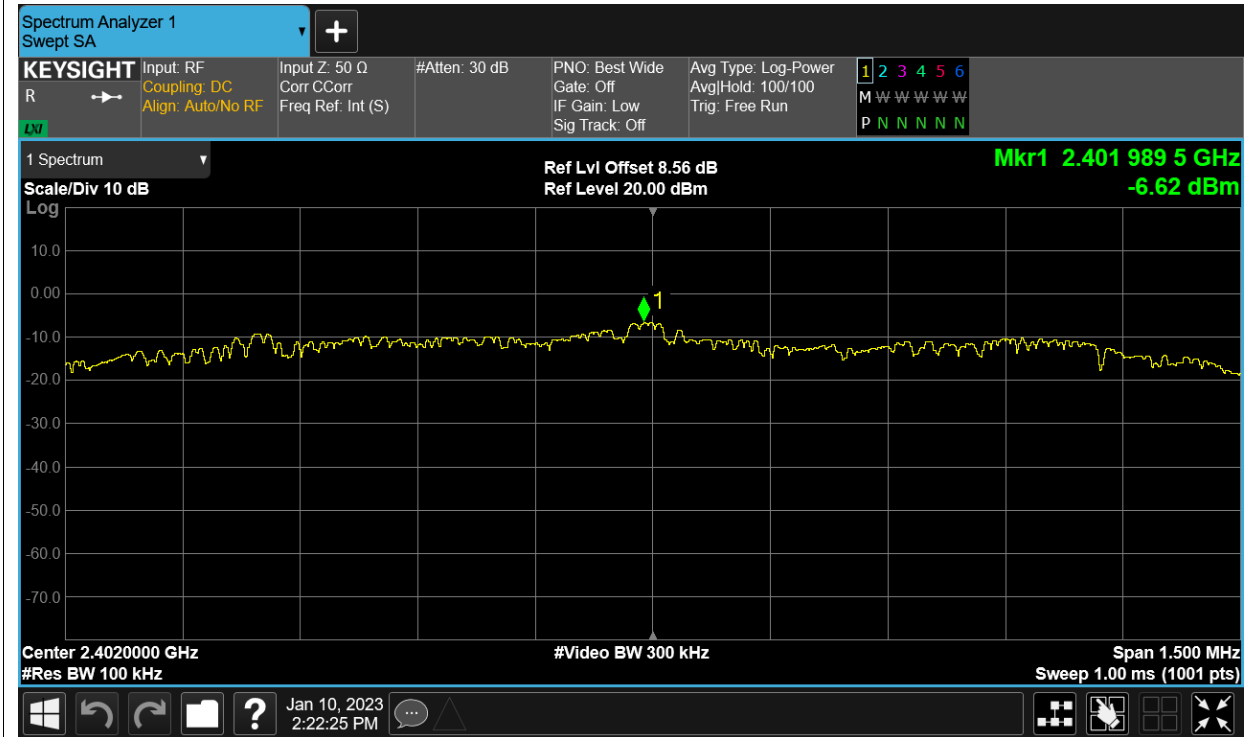 Spectrum Analyzer 1
Swept SA
KEYSIGHT
R
LXI
Input: RF
Coupling: DC
Align: Auto/No RF
Input Z: 50 Ω
Corr CCorr
Freq Ref: Int (S)
#Atten: 30 dB
PNO: Best Wide
Gate: Off
IF Gain: Low
Sig Track: Off
Avg Type: Log-Power
Avg|Hold: 100/100
Trig: Free Run
1 2 3 4 5 6
M W W W W W
P N N N N N
1 Spectrum
Scale/Div 10 dB
Log
Ref Lvl Offset 8.56 dB
Ref Level 20.00 dBm
Mkr1 2.401 989 5 GHz
-6.62 dBm
10.0
0.00
1
-10.0
-20.0
-30.0
-40.0
-50.0
-60.0
-70.0
Center 2.4020000 GHz
#Video BW 300 kHz
Span 1.500 MHz
#Res BW 100 kHz
Sweep 1.00 ms (1001 pts)
?
Jan 10, 2023
2:22:25 PM